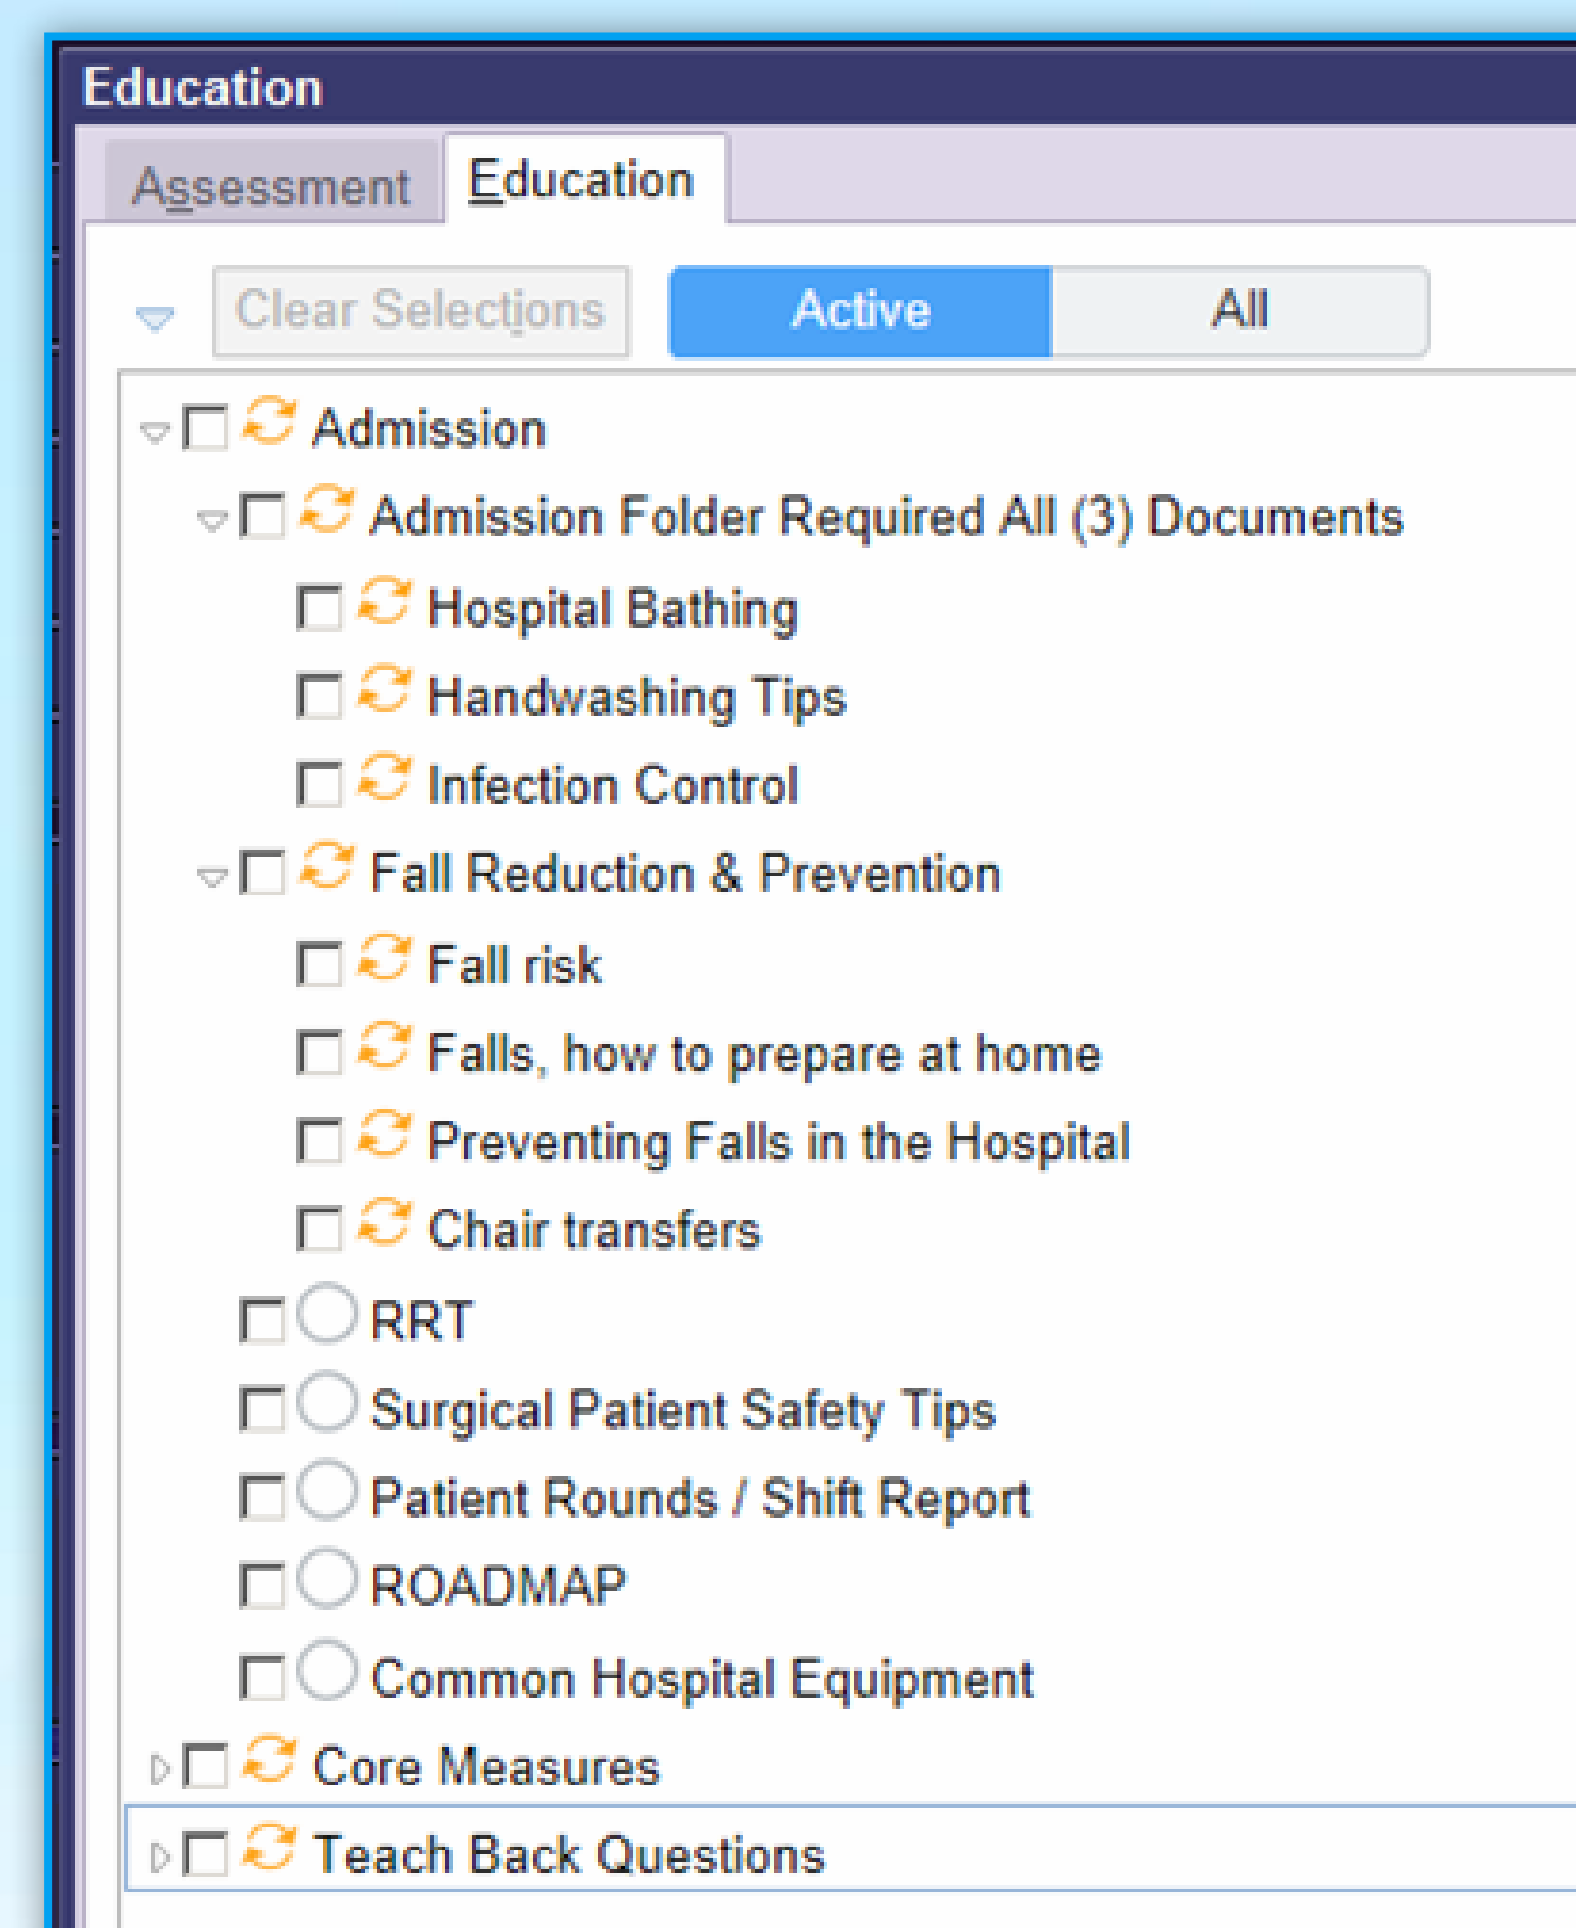 Education
Assessment Education
Clear Selections Active All
Admission
Admission Folder Required All (3) Documents
Hospital Bathing
Handwashing Tips
Infection Control
Fall Reduction & Prevention
Fall risk
Falls, how to prepare at home
Preventing Falls in the Hospital
Chair transfers
RRT
Surgical Patient Safety Tips
Patient Rounds / Shift Report
ROADMAP
Common Hospital Equipment
Core Measures
Teach Back Questions